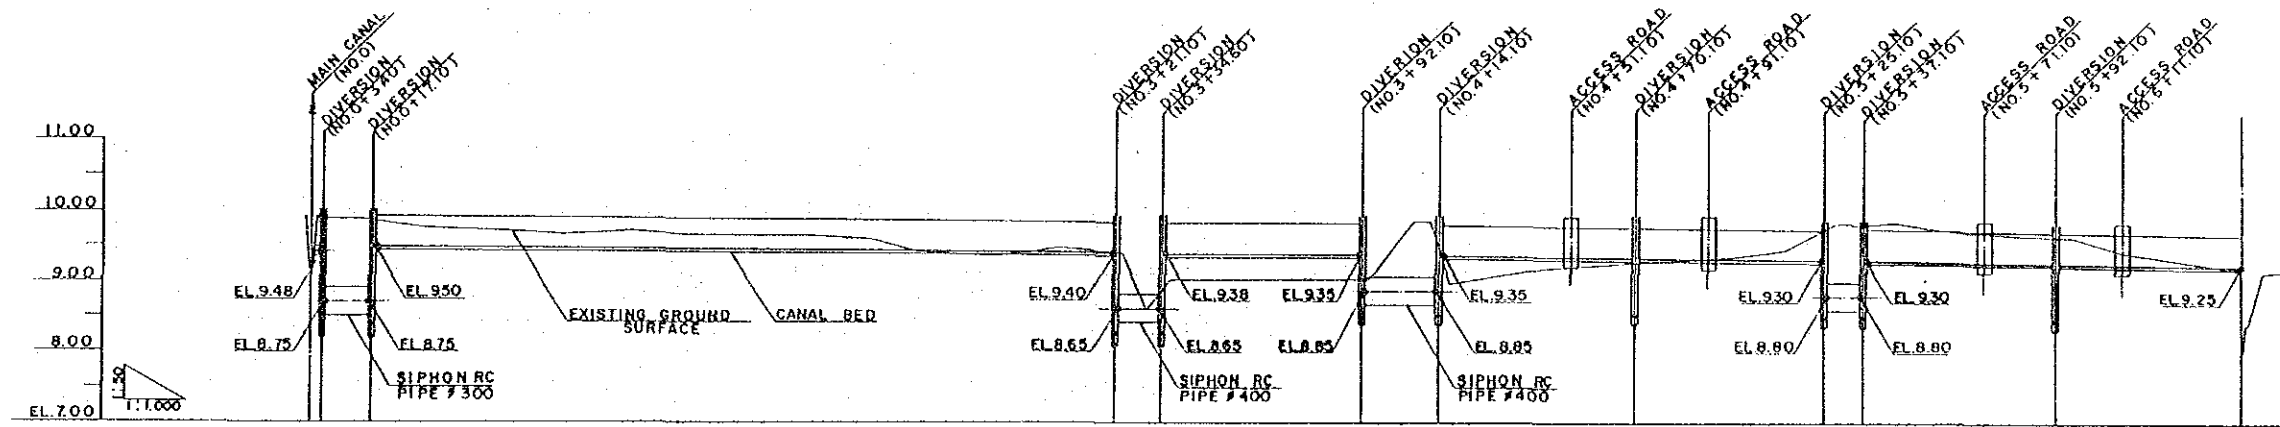 MAIN CANAL
(NO.0)
DIVERSION
(NO.0+3.40)
DIVERSION
(NO.0+17.10)
DIVERSION
(NO.3+21.10)
DIVERSION
(NO.3+34.60)
DIVERION
(NO.3+92.10)
DIVERSION
(NO.4+14.10)
ACCESS ROAD
(NO.4+51.10)
DIVERSION
(NO.4+70.10)
ACCESS ROAD
(NO.4+91.10)
DIVERSION
(NO.5+25.10)
DIVERSION
(NO.5+37.10)
ACCESS ROAD
(NO.5+71.10)
DIVERSION
(NO.5+92.10)
ACCESS ROAD
(NO.5+11.10)
11.00
10.00
9.00
8.00
EL.7.00
1:50
1:1.000
EL.9.48
EL.9.50
EL.8.75
EL.8.75
EXISTING GROUND
SURFACE
CANAL BED
SIPHON RC
PIPE ø300
EL.9.40
EL.9.38
EL.8.65
EL.8.65
SIPHON RC
PIPE ø400
EL.9.35
EL.9.35
EL.8.85
EL.8.85
SIPHON RC
PIPE ø400
EL.9.30
EL.9.30
EL.8.80
EL.8.80
EL.9.25